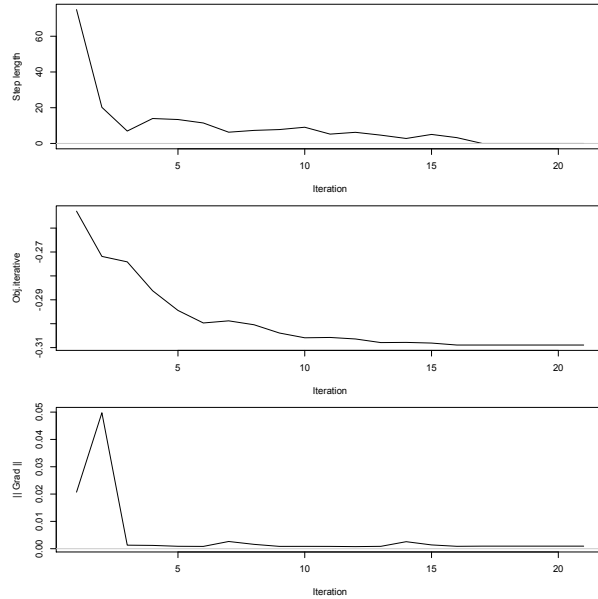 Step length
60
40
20
0
5 10 15 20
Iteration
Obj.iterative
-0.27
-0.29
-0.31
5 10 15 20
Iteration
|| Grad ||
0.05
0.04
0.03
0.02
0.01
0.00
5 10 15 20
Iteration